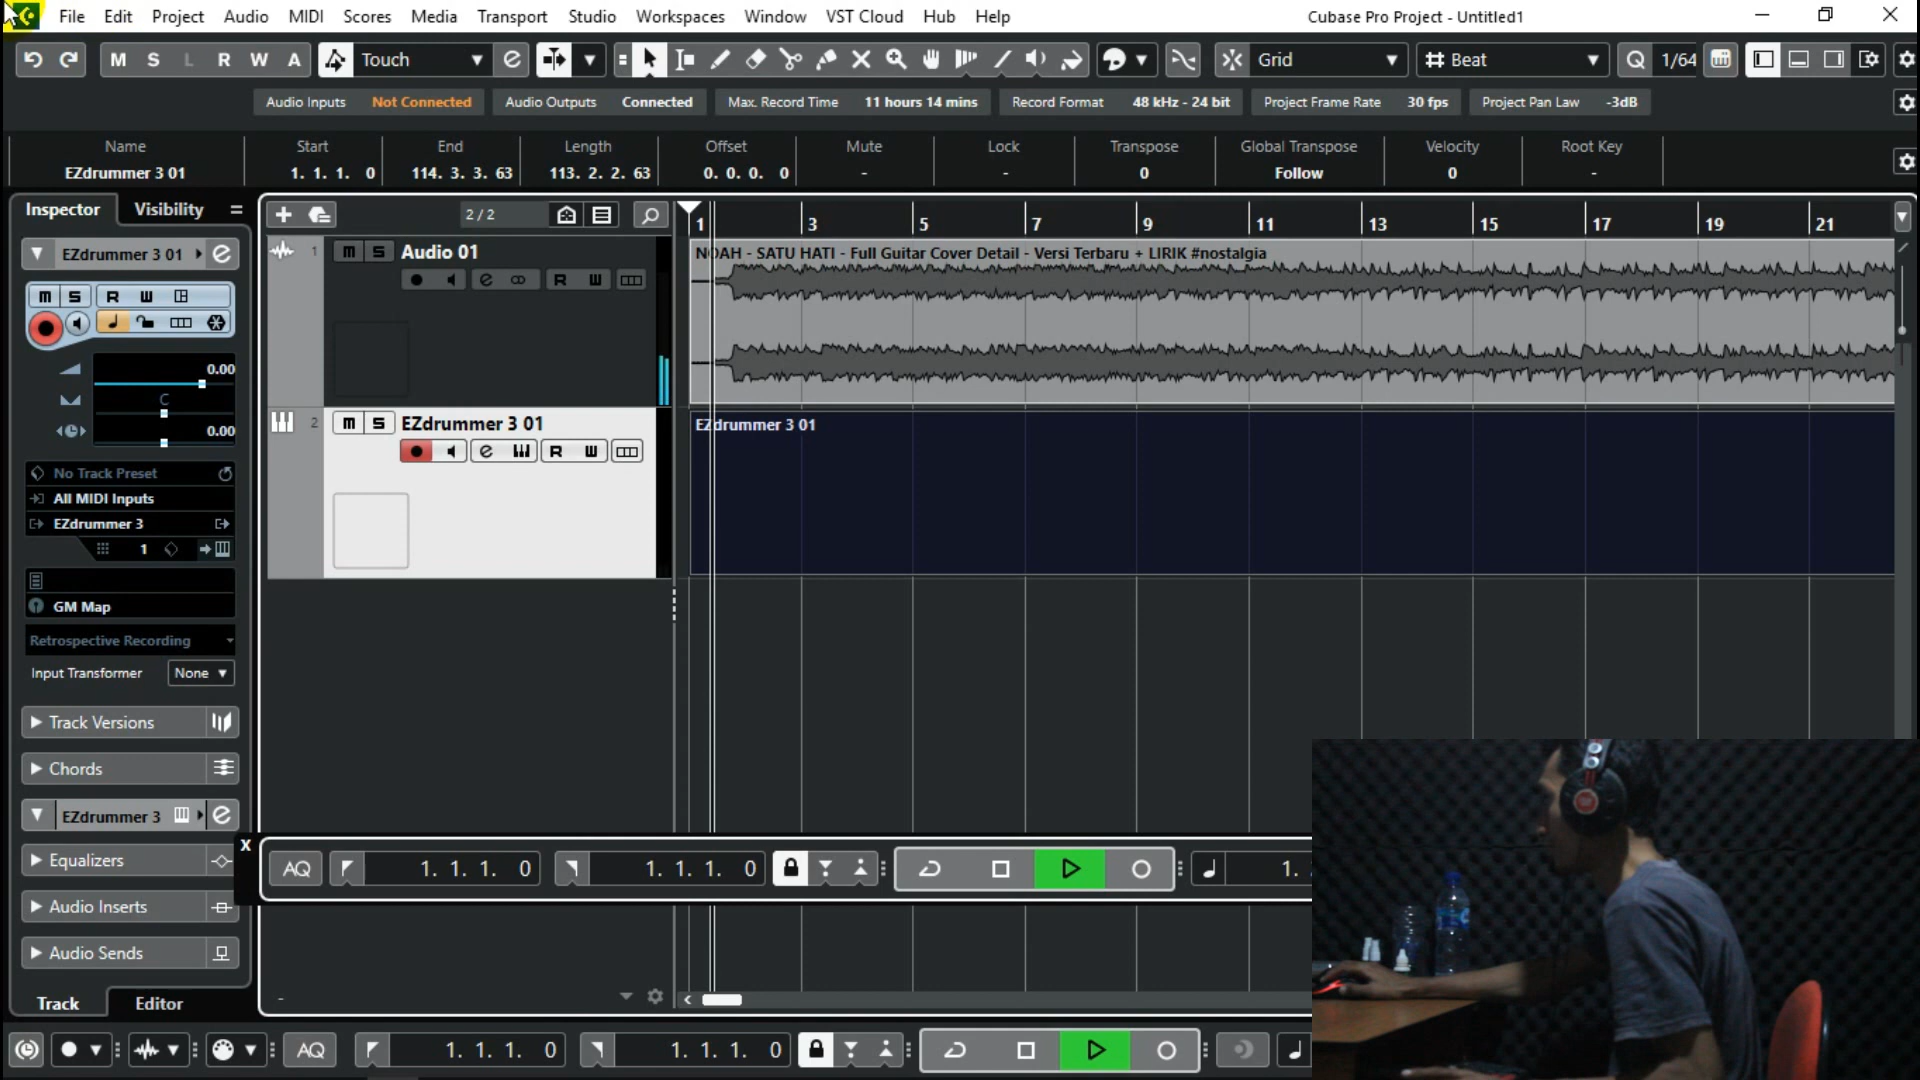 File Edit Project Audio MIDI Scores Media Transport Studio Workspaces Window VST Cloud Hub Help Cubase Pro Project - Untitled1
M S L R W A Touch Grid Beat Q 1/64
Audio Inputs Not Connected Audio Outputs Connected Max. Record Time 11 hours 14 mins Record Format 48 kHz - 24 bit Project Frame Rate 30 fps Project Pan Law -3dB
Name Start End Length Offset Mute Lock Transpose Global Transpose Velocity Root Key
EZdrummer 3 01 1. 1. 1. 0 114. 3. 3. 63 113. 2. 2. 63 0. 0. 0. 0 - - 0 Follow 0 -
Inspector Visibility 2 / 2 1 3 5 7 9 11 13 15 17 19 21
EZdrummer 3 01
M S R W
0.00
C
0.00
No Track Preset
All MIDI Inputs
EZdrummer 3
1
GM Map
Retrospective Recording
Input Transformer None
Track Versions
Chords
EZdrummer 3
Equalizers
Audio Inserts
Audio Sends
Track Editor
1 M S Audio 01
R W
2 M S EZdrummer 3 01
R W
NOAH - SATU HATI - Full Guitar Cover Detail - Versi Terbaru + LIRIK #nostalgia
EZdrummer 3 01
X
AQ 1. 1. 1. 0 1. 1. 1. 0 1.
-
AQ 1. 1. 1. 0 1. 1. 1. 0